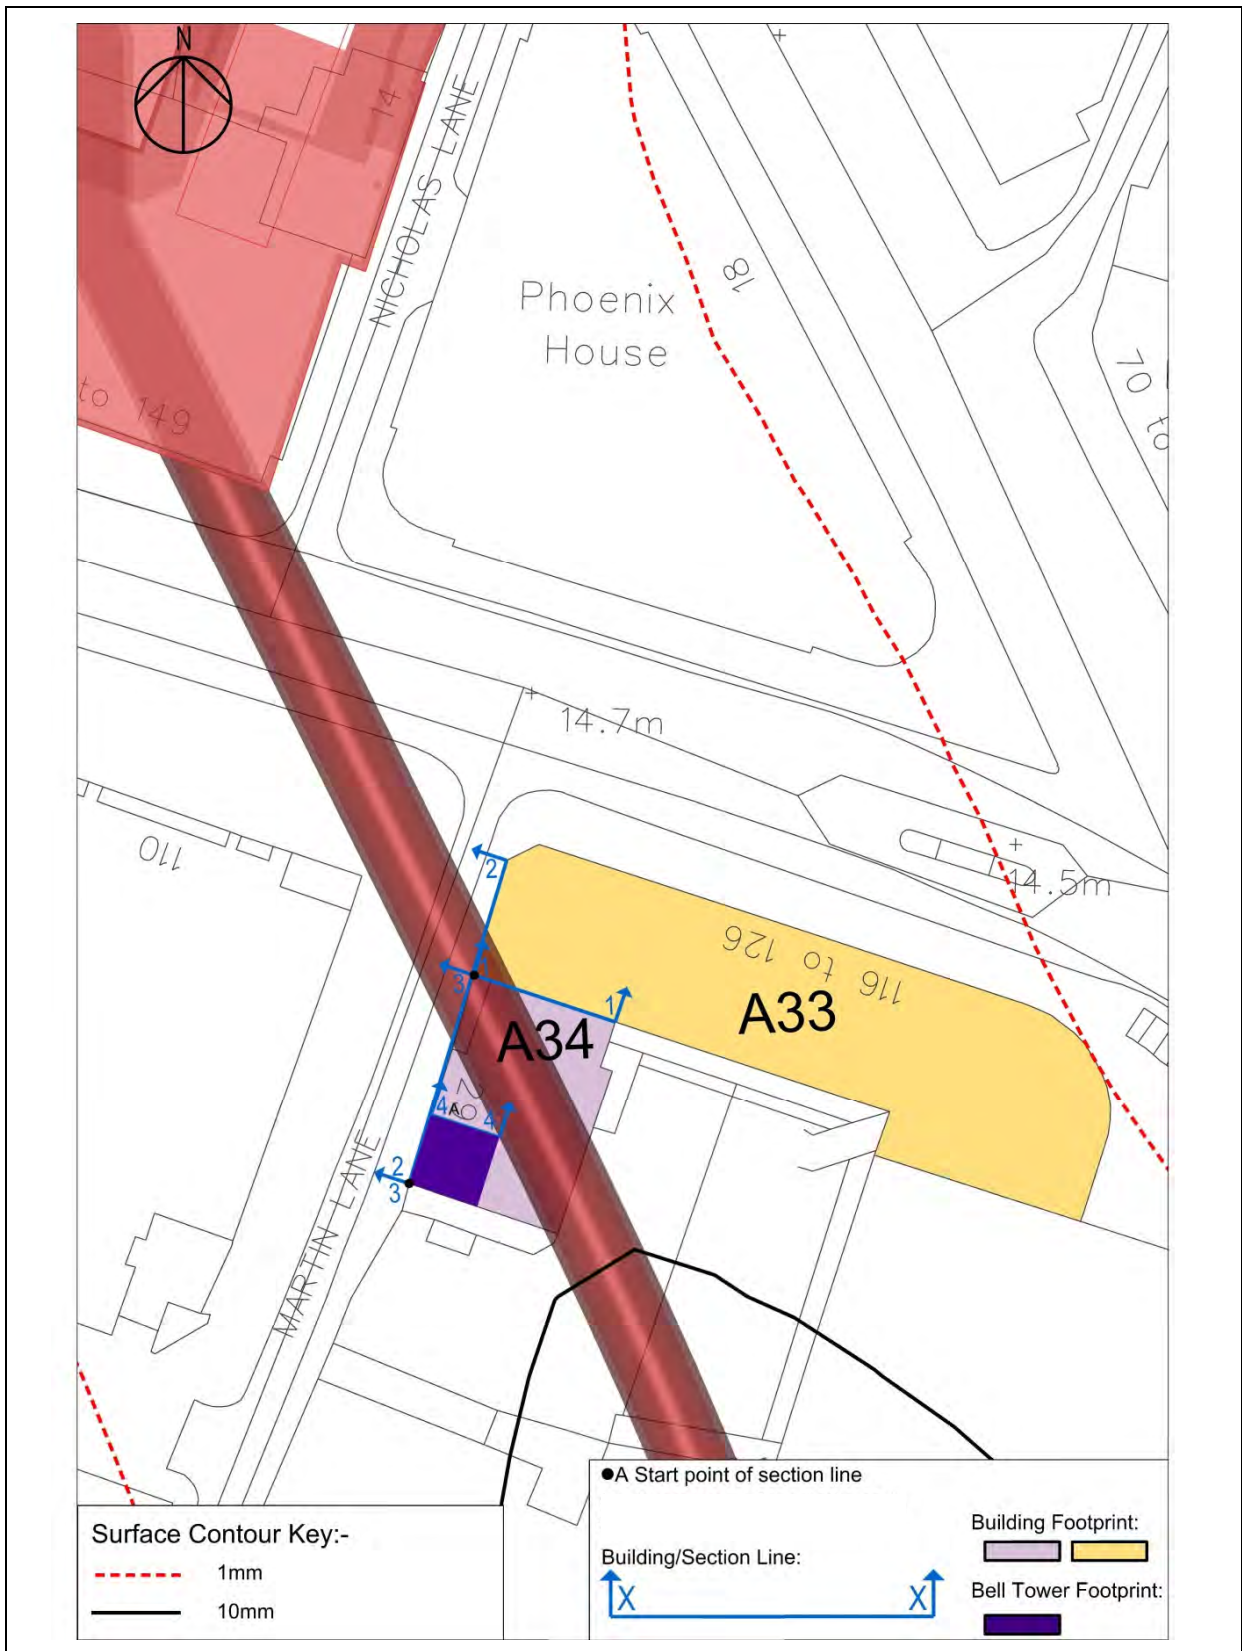 N
14
NICHOLAS LANE
18
Phoenix
House
70 to
to 149
14.7m
110
14.5m
2
116 to 126
3
1
A33
A34
4
A
4
MARTIN LANE
2
3
●A Start point of section line
Surface Contour Key:-
1mm
10mm
Building/Section Line:
X X
Building Footprint:
Bell Tower Footprint: